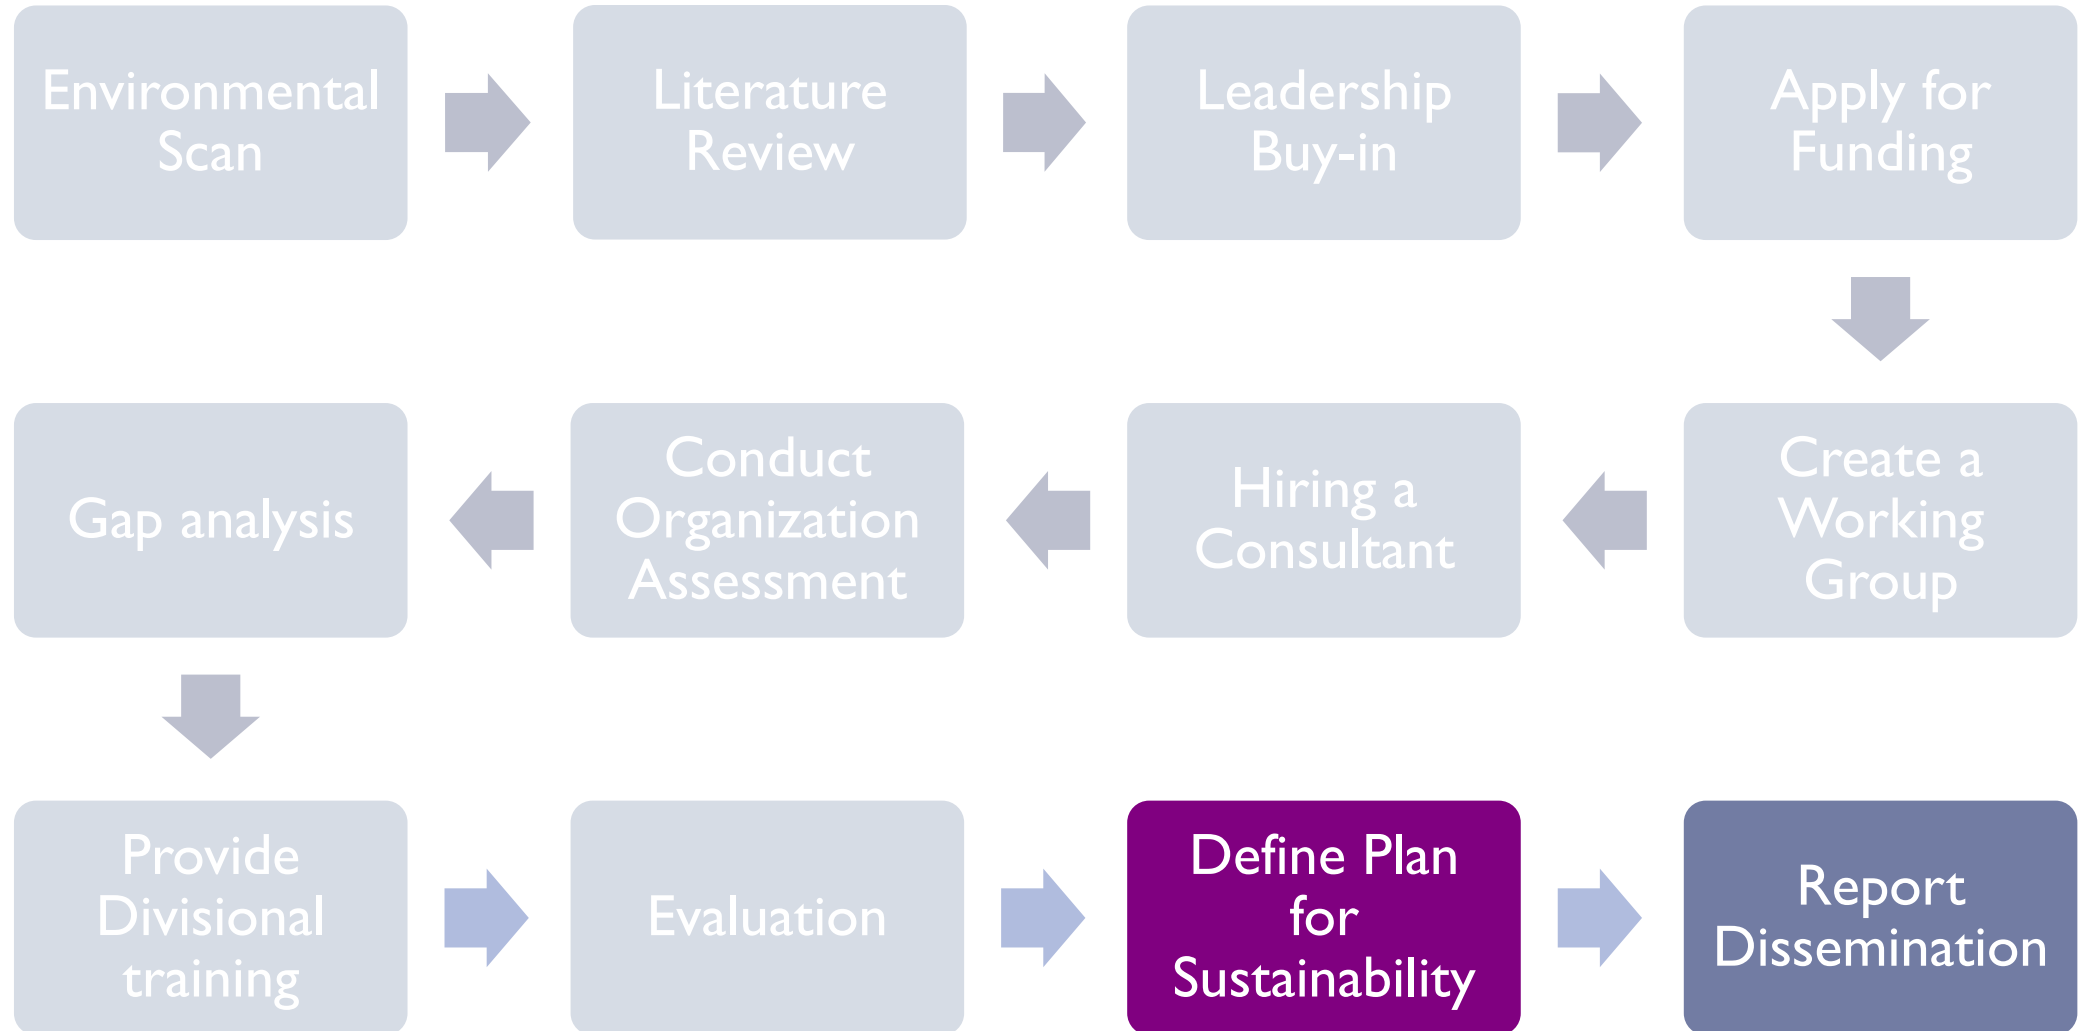 Environmental
Scan
Literature
Review
Leadership
Buy-in
Apply for
Funding
Create a
Working
Group
Hiring a
Consultant
Conduct
Organization
Assessment
Gap analysis
Provide
Divisional
training
Evaluation
Define Plan
for
Sustainability
Report
Dissemination